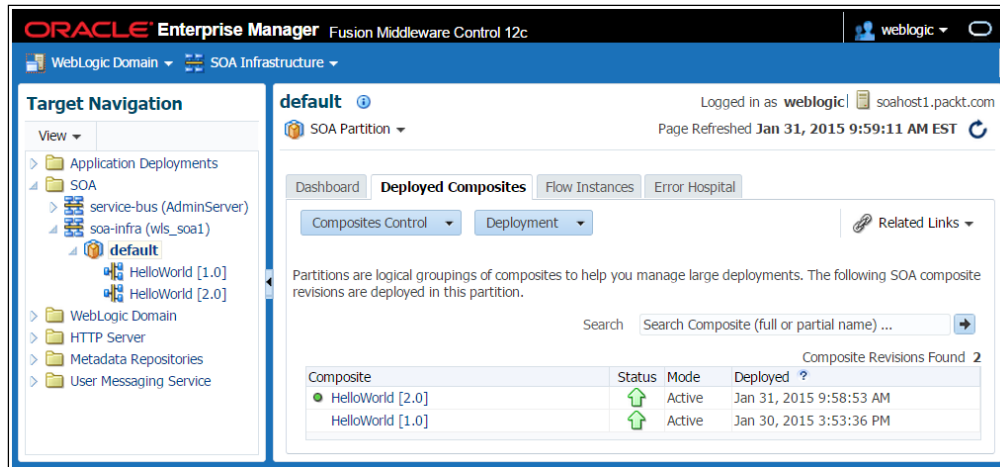 ORACLE Enterprise Manager Fusion Middleware Control 12c
weblogic
WebLogic Domain SOA Infrastructure
Target Navigation
View
Application Deployments
SOA
service-bus (AdminServer)
soa-infra (wls_soa1)
default
HelloWorld [1.0]
HelloWorld [2.0]
WebLogic Domain
HTTP Server
Metadata Repositories
User Messaging Service
default
Logged in as weblogic soahost1.packt.com
SOA Partition
Page Refreshed Jan 31, 2015 9:59:11 AM EST
Dashboard Deployed Composites Flow Instances Error Hospital
Composites Control Deployment Related Links
Partitions are logical groupings of composites to help you manage large deployments. The following SOA composite
revisions are deployed in this partition.
Search Search Composite (full or partial name) ...
Composite Revisions Found 2
Composite Status Mode Deployed ?
HelloWorld [2.0] Active Jan 31, 2015 9:58:53 AM
HelloWorld [1.0] Active Jan 30, 2015 3:53:36 PM